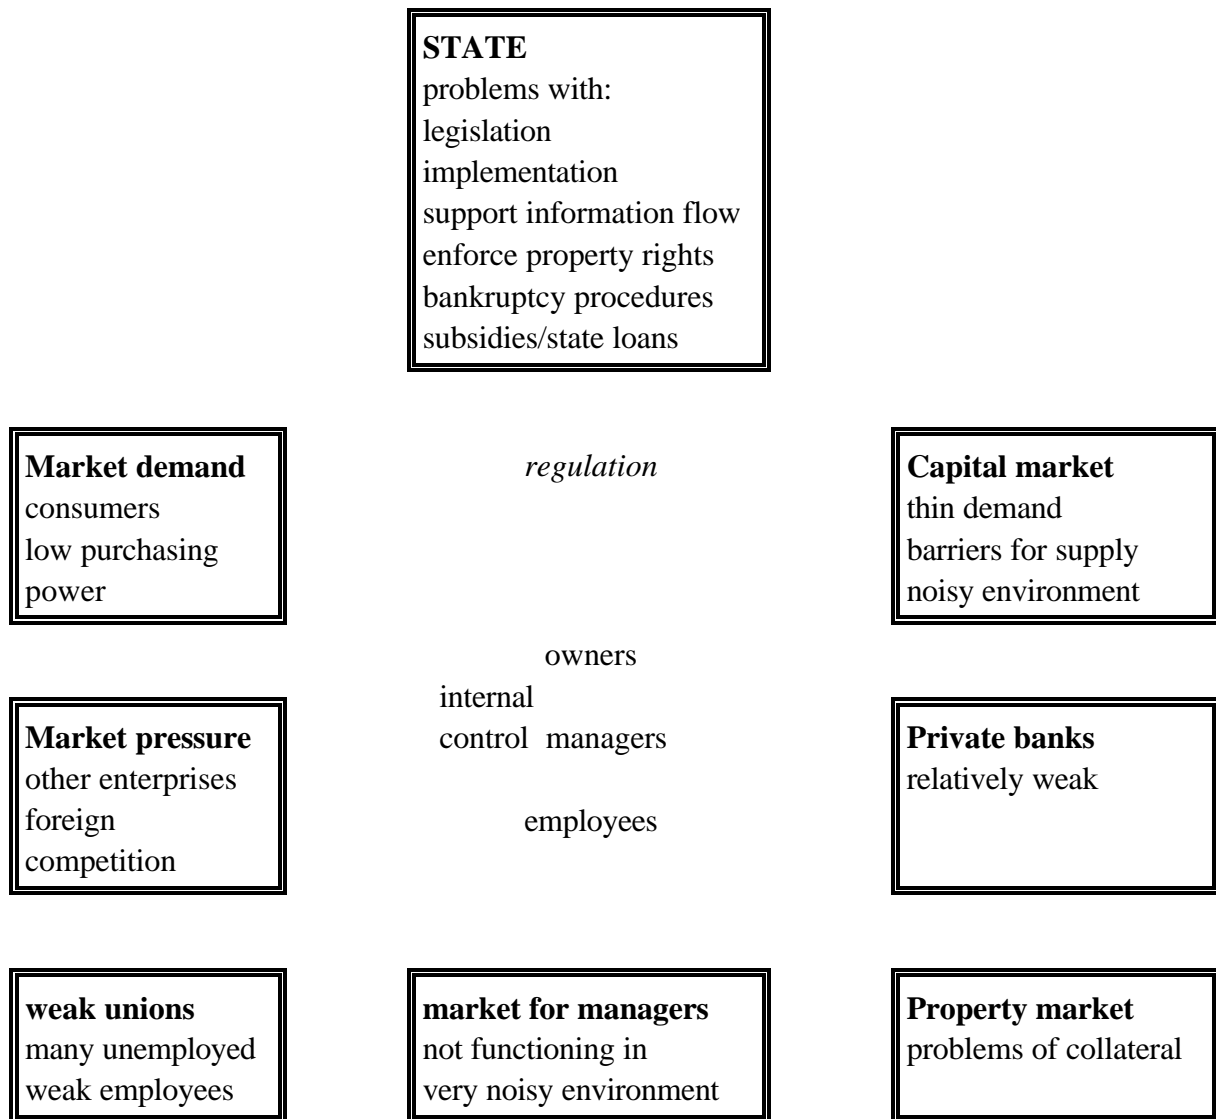 STATE
problems with:
legislation
implementation
support information flow
enforce property rights
bankruptcy procedures
subsidies/state loans
Market demand
consumers
low purchasing
power
regulation
Capital market
thin demand
barriers for supply
noisy environment
owners
internal
control managers
employees
Market pressure
other enterprises
foreign
competition
Private banks
relatively weak
weak unions
many unemployed
weak employees
market for managers
not functioning in
very noisy environment
Property market
problems of collateral